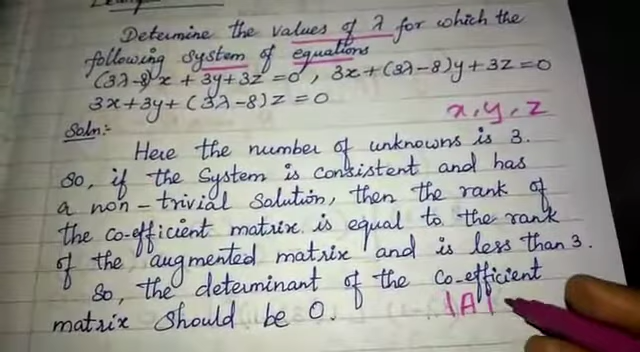 Determine the values of λ for which the
following system of equations
(3λ-8)x + 3y+3z =0 , 3x+(3λ-8)y+3z=0
3x+3y+(3λ-8)z=0
x, y, z
Soln:-
Here the number of unknowns is 3.
so, if the system is consistent and has
a non-trivial solution, then the rank of
the co-efficient matrix is equal to the rank
of the augmented matrix and is less than 3.
so, the determinant of the co-efficient
matrix should be 0. |A|